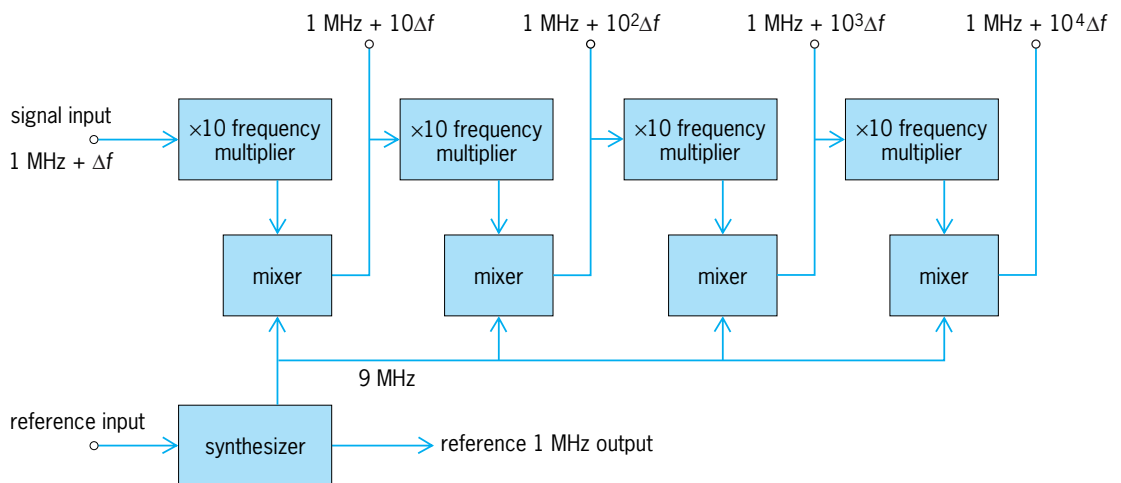 1 MHz + 10Δf
1 MHz + 10²Δf
1 MHz + 10³Δf
1 MHz + 10⁴Δf
signal input
1 MHz + Δf
×10 frequency
multiplier
×10 frequency
multiplier
×10 frequency
multiplier
×10 frequency
multiplier
mixer
mixer
mixer
mixer
9 MHz
reference input
synthesizer
reference 1 MHz output